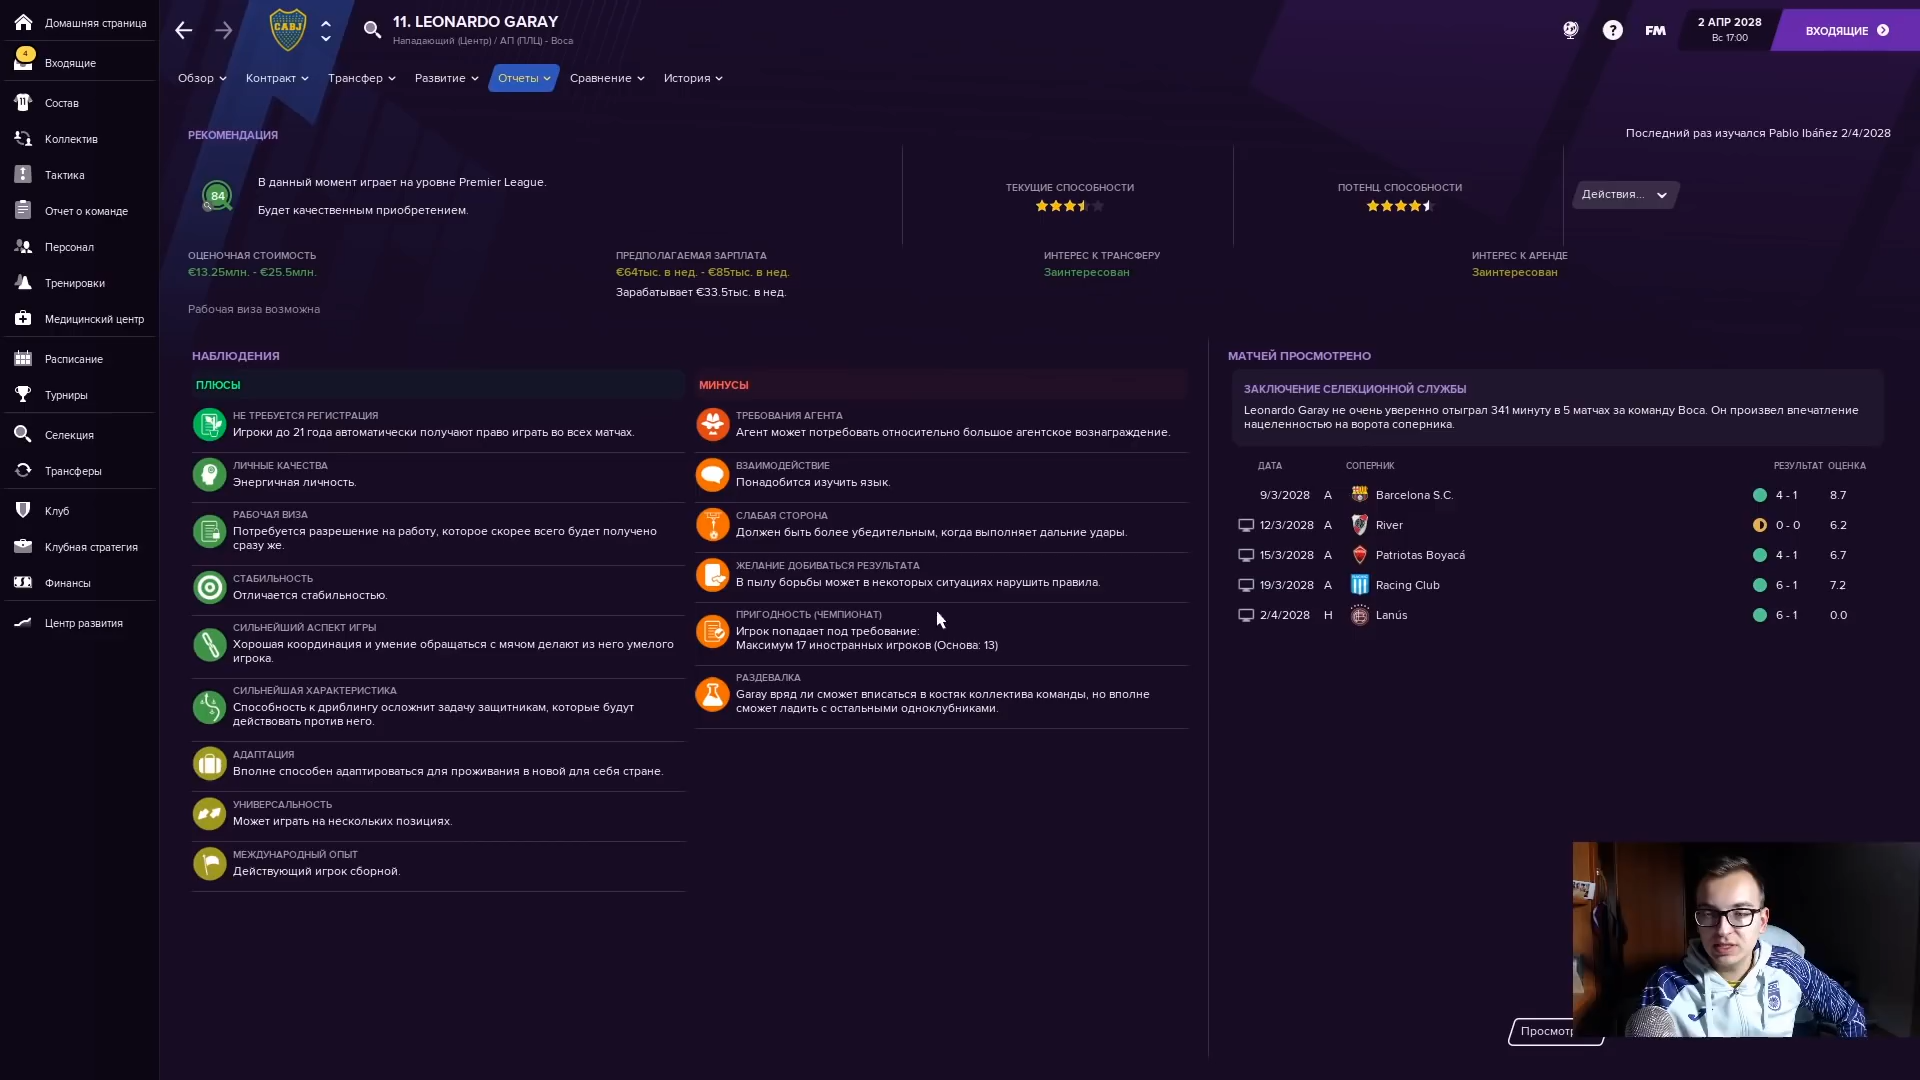 Домашняя страница
4
Входящие
Состав
Коллектив
Тактика
Отчет о команде
Персонал
Тренировки
Медицинский центр
Расписание
Турниры
Селекция
Трансферы
Клуб
Клубная стратегия
Финансы
Центр развития
CABJ
11. LEONARDO GARAY
Нападающий (Центр) / АП (ПЛЦ) - Boca
?
FM
2 АПР 2028
Вс 17:00
ВХОДЯЩИЕ
Обзор
Контракт
Трансфер
Развитие
Отчеты
Сравнение
История
РЕКОМЕНДАЦИЯ
Последний раз изучался Pablo Ibáñez 2/4/2028
84
В данный момент играет на уровне Premier League.
Будет качественным приобретением.
ТЕКУЩИЕ СПОСОБНОСТИ
ПОТЕНЦ. СПОСОБНОСТИ
Действия...
ОЦЕНОЧНАЯ СТОИМОСТЬ
€13.25млн. - €25.5млн.
ПРЕДПОЛАГАЕМАЯ ЗАРПЛАТА
€64тыс. в нед. - €85тыс. в нед.
Зарабатывает €33.5тыс. в нед.
ИНТЕРЕС К ТРАНСФЕРУ
Заинтересован
ИНТЕРЕС К АРЕНДЕ
Заинтересован
Рабочая виза возможна
НАБЛЮДЕНИЯ
ПЛЮСЫ
НЕ ТРЕБУЕТСЯ РЕГИСТРАЦИЯ
Игроки до 21 года автоматически получают право играть во всех матчах.
ЛИЧНЫЕ КАЧЕСТВА
Энергичная личность.
РАБОЧАЯ ВИЗА
Потребуется разрешение на работу, которое скорее всего будет получено
сразу же.
СТАБИЛЬНОСТЬ
Отличается стабильностью.
СИЛЬНЕЙШИЙ АСПЕКТ ИГРЫ
Хорошая координация и умение обращаться с мячом делают из него умелого
игрока.
СИЛЬНЕЙШАЯ ХАРАКТЕРИСТИКА
Способность к дриблингу осложнит задачу защитникам, которые будут
действовать против него.
АДАПТАЦИЯ
Вполне способен адаптироваться для проживания в новой для себя стране.
УНИВЕРСАЛЬНОСТЬ
Может играть на нескольких позициях.
МЕЖДУНАРОДНЫЙ ОПЫТ
Действующий игрок сборной.
МИНУСЫ
ТРЕБОВАНИЯ АГЕНТА
Агент может потребовать относительно большое агентское вознаграждение.
ВЗАИМОДЕЙСТВИЕ
Понадобится изучить язык.
СЛАБАЯ СТОРОНА
Должен быть более убедительным, когда выполняет дальние удары.
ЖЕЛАНИЕ ДОБИВАТЬСЯ РЕЗУЛЬТАТА
В пылу борьбы может в некоторых ситуациях нарушить правила.
ПРИГОДНОСТЬ (ЧЕМПИОНАТ)
Игрок попадает под требование:
Максимум 17 иностранных игроков (Основа: 13)
РАЗДЕВАЛКА
Garay вряд ли сможет вписаться в костяк коллектива команды, но вполне
сможет ладить с остальными одноклубниками.
МАТЧЕЙ ПРОСМОТРЕНО
ЗАКЛЮЧЕНИЕ СЕЛЕКЦИОННОЙ СЛУЖБЫ
Leonardo Garay не очень уверенно отыграл 341 минуту в 5 матчах за команду Boca. Он произвел впечатление
нацеленностью на ворота соперника.
ДАТА СОПЕРНИК РЕЗУЛЬТАТ ОЦЕНКА
9/3/2028 A Barcelona S.C. 4 - 1 8.7
12/3/2028 A River 0 - 0 6.2
15/3/2028 A Patriotas Boyacá 4 - 1 6.7
19/3/2028 A Racing Club 6 - 1 7.2
2/4/2028 H Lanús 6 - 1 0.0
Просмотр